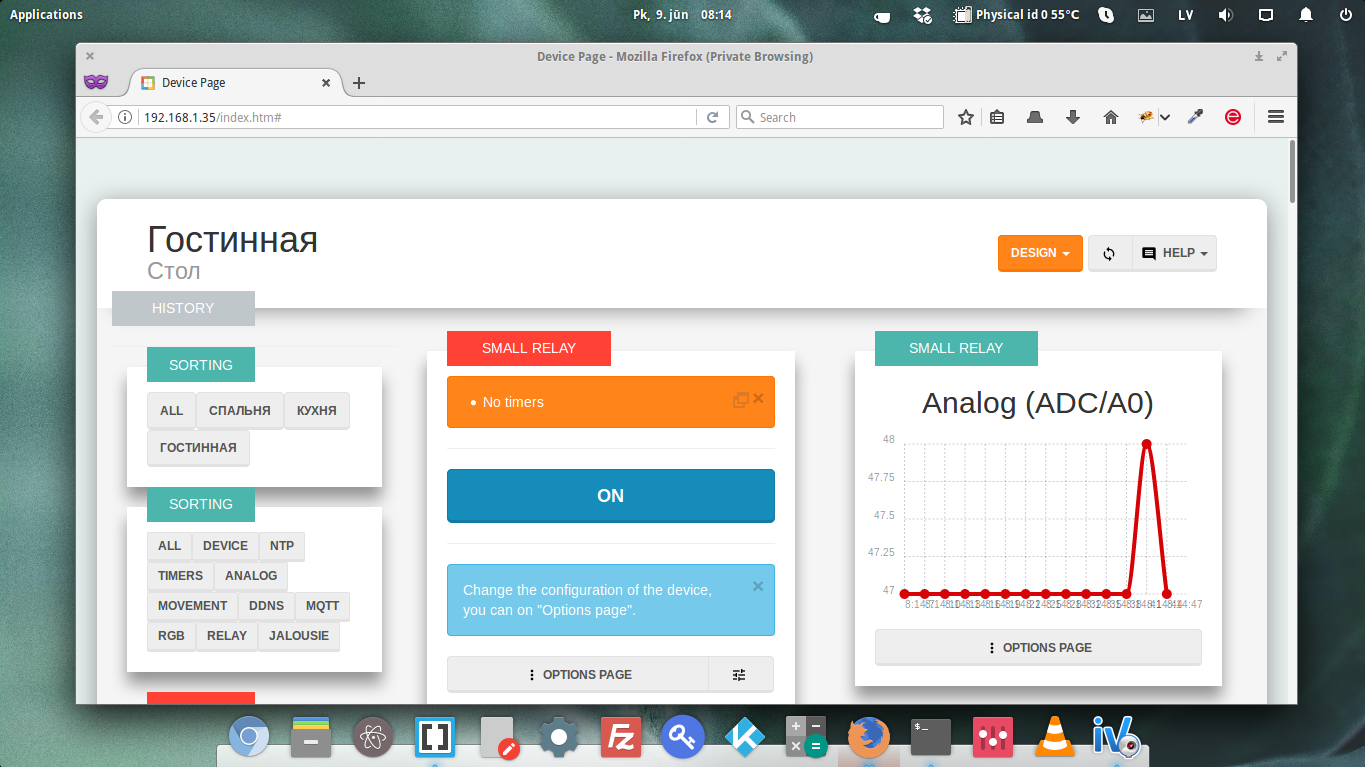 Applications
Pk, 9. jūn 08:14
Physical id 0 55°C
LV
Device Page - Mozilla Firefox (Private Browsing)
Device Page
192.168.1.35/index.htm#
Search
Гостинная
Стол
DESIGN
HELP
HISTORY
SORTING
ALL
СПАЛЬНЯ
КУХНЯ
ГОСТИННАЯ
SORTING
ALL
DEVICE
NTP
TIMERS
ANALOG
MOVEMENT
DDNS
MQTT
RGB
RELAY
JALOUSIE
SMALL RELAY
No timers
ON
Change the configuration of the device,
you can on "Options page".
OPTIONS PAGE
SMALL RELAY
Analog (ADC/A0)
48
47.75
47.5
47.25
47
OPTIONS PAGE